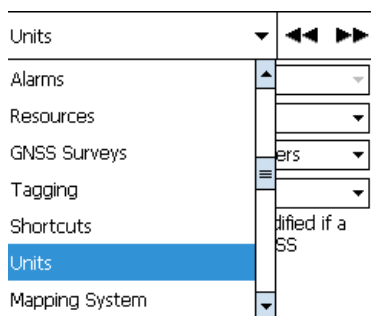 Units
Alarms
Resources
GNSS Surveys
ers
Tagging
Shortcuts
dified if a
SS
Units
Mapping System